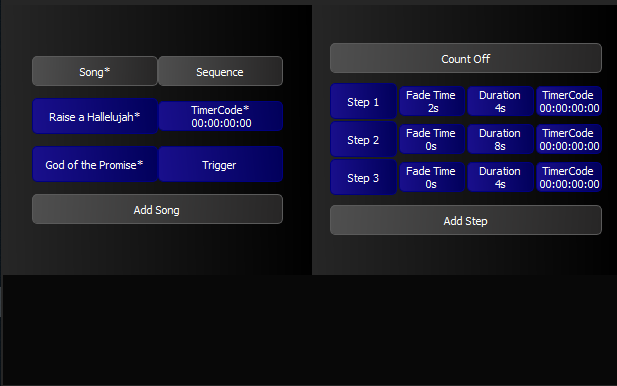 Song*
Sequence
Raise a Hallelujah*
TimerCode*
00:00:00:00
God of the Promise*
Trigger
Add Song
Count Off
Step 1
Fade Time
2s
Duration
4s
TimerCode
00:00:00:00
Step 2
Fade Time
0s
Duration
8s
TimerCode
00:00:00:00
Step 3
Fade Time
0s
Duration
4s
TimerCode
00:00:00:00
Add Step